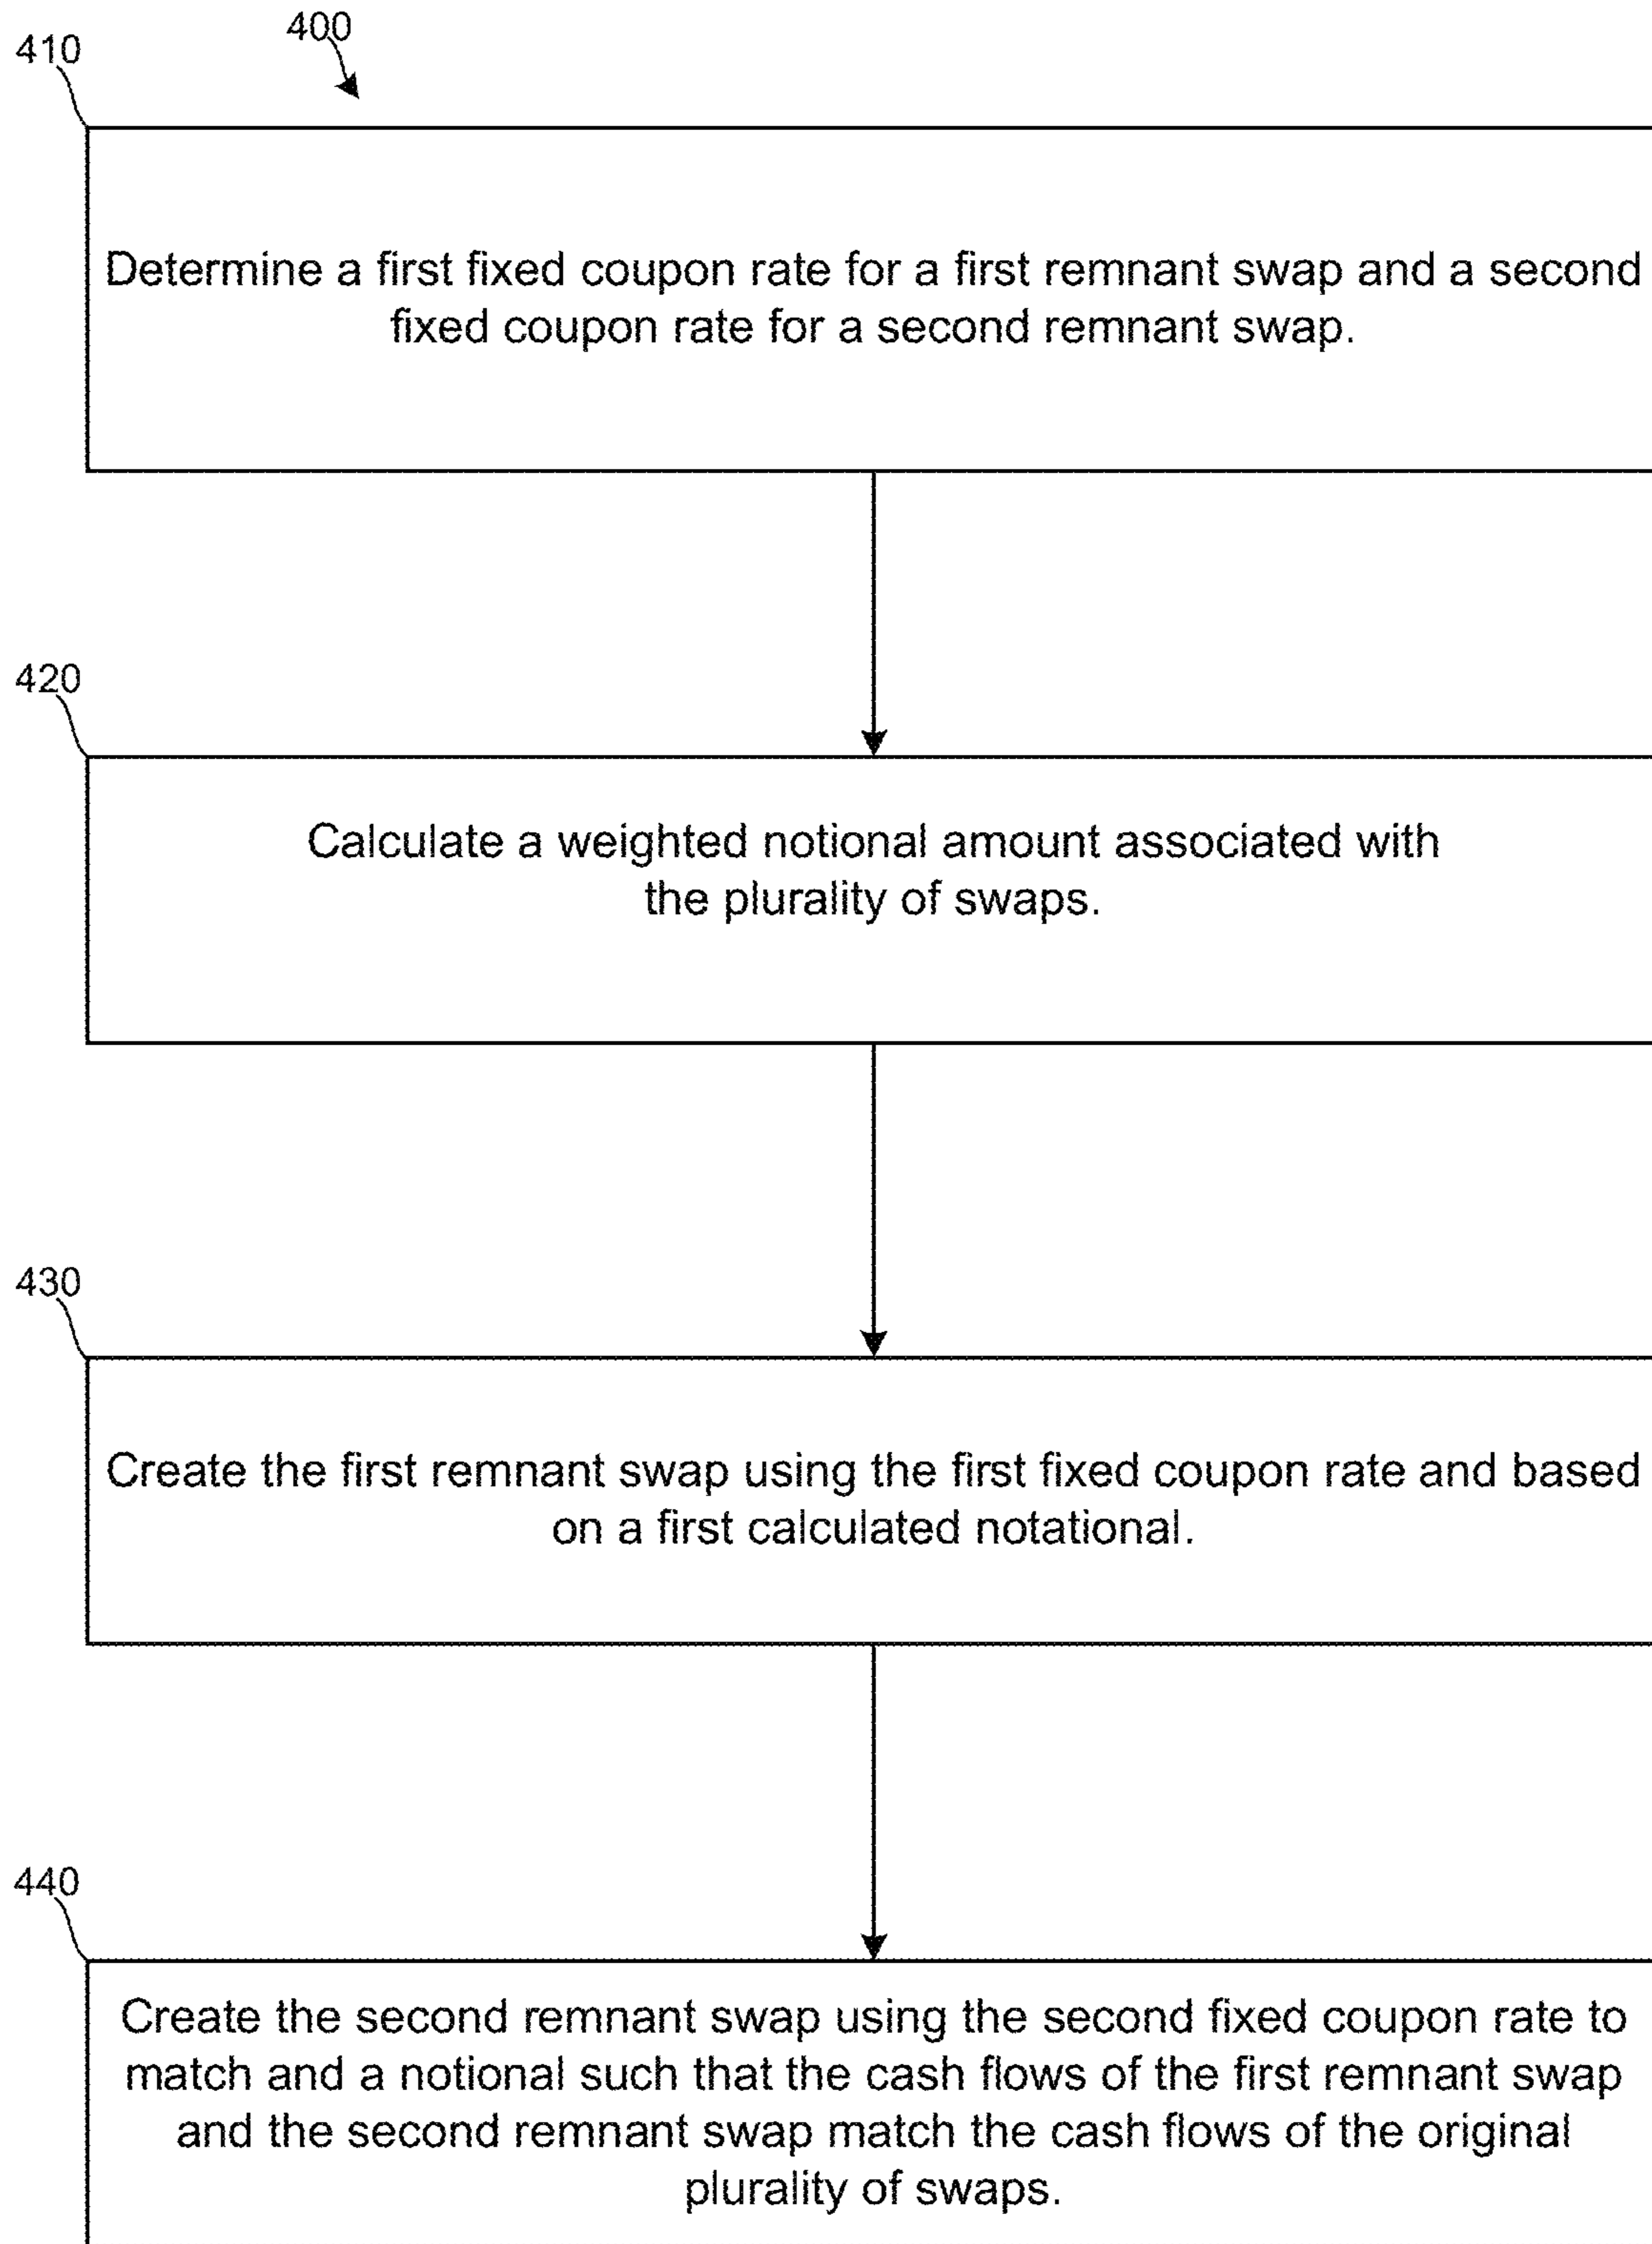 400
410
Determine a first fixed coupon rate for a first remnant swap and a second
fixed coupon rate for a second remnant swap.
420
Calculate a weighted notional amount associated with
the plurality of swaps.
430
Create the first remnant swap using the first fixed coupon rate and based
on a first calculated notational.
440
Create the second remnant swap using the second fixed coupon rate to
match and a notional such that the cash flows of the first remnant swap
and the second remnant swap match the cash flows of the original
plurality of swaps.